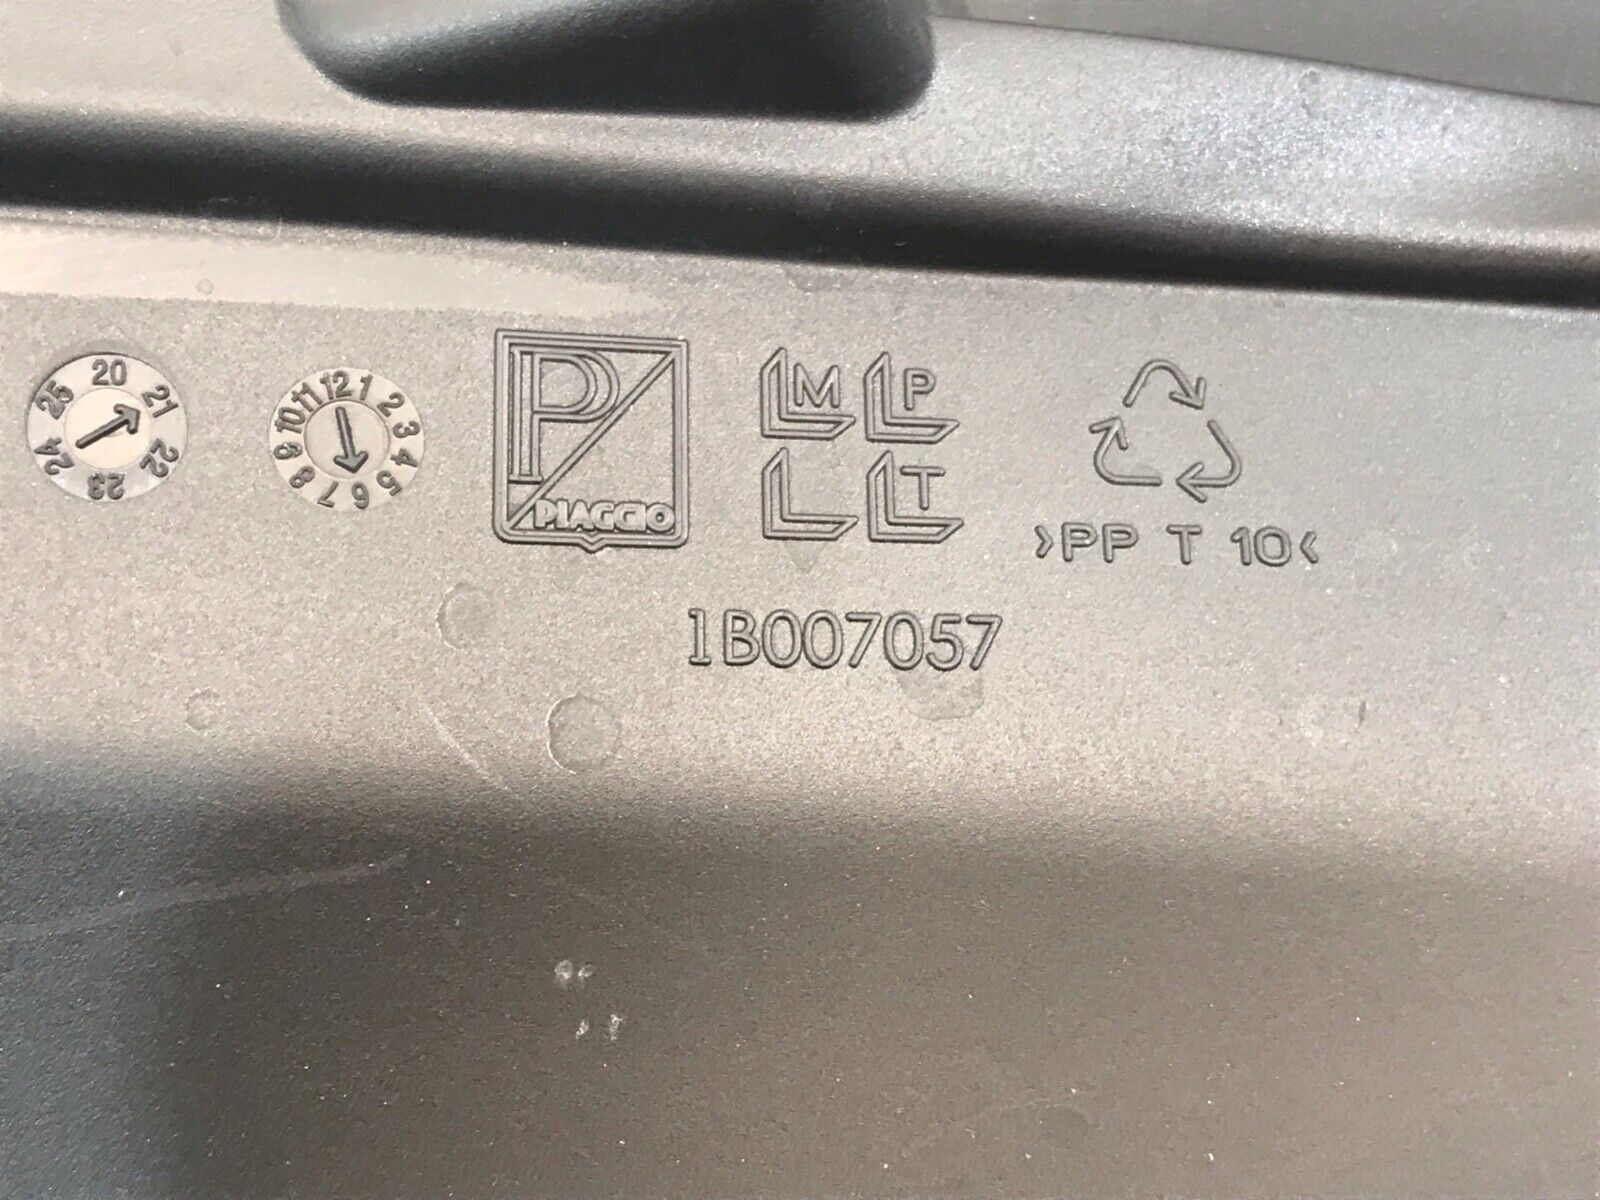 20 21 22 23 24 25
12 1 2 3 4 5 6 7 8 9 10 11
P
PIAGGIO
M P
T
>PP T 10<
1B007057